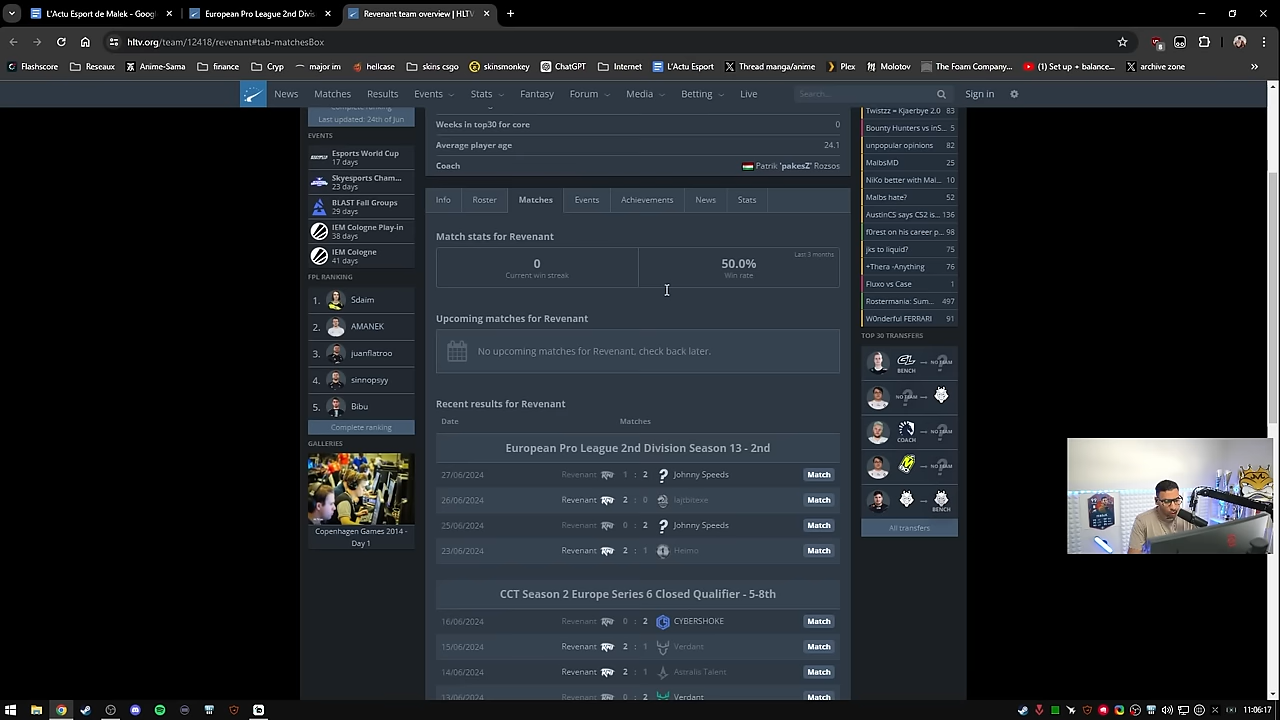 L'Actu Esport de Malek - Goog
European Pro League 2nd Divis
Revenant team overview | HLTV
hltv.org/team/12418/revenant#tab-matchesBox
Flashscore
Reseaux
Anime-Sama
finance
Cryp
major im
hellcase
skins csgo
skinsmonkey
ChatGPT
Internet
L'Actu Esport
Thread manga/anime
Plex
Molotov
The Foam Company...
(1) Set up + balance...
archive zone
News
Matches
Results
Events
Stats
Fantasy
Forum
Media
Betting
Live
Search...
Sign in
Complete ranking
Last updated: 24th of Jun
EVENTS
Esports World Cup
17 days
Skyesports Cham...
23 days
BLAST Fall Groups
29 days
IEM Cologne Play-in
38 days
IEM Cologne
41 days
FPL RANKING
1. Sdaim
2. AMANEK
3. juanflatroo
4. sinnopsyy
5. Bibu
Complete ranking
GALLERIES
Copenhagen Games 2014 -
Day 1
Weeks in top30 for core 0
Average player age 24.1
Coach Patrik 'pakesZ' Rozsos
Info Roster Matches Events Achievements News Stats
Match stats for Revenant
0
Current win streak
Last 3 months
50.0%
Win rate
Upcoming matches for Revenant
No upcoming matches for Revenant, check back later.
Recent results for Revenant
Date Matches
European Pro League 2nd Division Season 13 - 2nd
27/06/2024 Revenant 1 : 2 Johnny Speeds Match
26/06/2024 Revenant 2 : 0 lajtbitexe Match
25/06/2024 Revenant 0 : 2 Johnny Speeds Match
23/06/2024 Revenant 2 : 1 Heimo Match
CCT Season 2 Europe Series 6 Closed Qualifier - 5-8th
16/06/2024 Revenant 0 : 2 CYBERSHOKE Match
15/06/2024 Revenant 2 : 1 Verdant Match
14/06/2024 Revenant 2 : 1 Astralis Talent Match
13/06/2024 Revenant 0 : 2 Verdant Match
Twistzz = Kjaerbye 2.0 83
Bounty Hunters vs inS... 5
unpopular opinions 82
MalbsMD 25
NiKo better with Mal... 10
Malbs hate? 52
AustinCS says CS2 is... 136
f0rest on his career p... 98
jks to liquid? 75
+Thera -Anything 76
Fluxo vs Case 1
Rostermania: Sum... 497
W0nderful FERRARI 91
TOP 30 TRANSFERS
BENCH
COACH
BENCH
All transfers
11:06:17